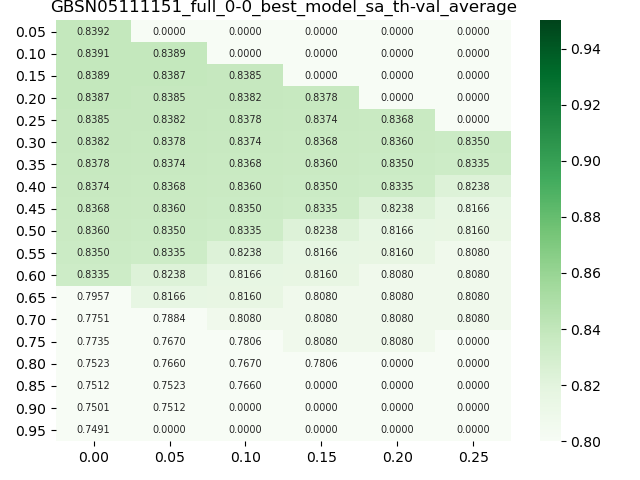 GBSN05111151_full_0-0_best_model_sa_th-val_average
0.05 0.8392 0.0000 0.0000 0.0000 0.0000 0.0000
0.10 0.8391 0.8389 0.0000 0.0000 0.0000 0.0000
0.15 0.8389 0.8387 0.8385 0.0000 0.0000 0.0000
0.20 0.8387 0.8385 0.8382 0.8378 0.0000 0.0000
0.25 0.8385 0.8382 0.8378 0.8374 0.8368 0.0000
0.30 0.8382 0.8378 0.8374 0.8368 0.8360 0.8350
0.35 0.8378 0.8374 0.8368 0.8360 0.8350 0.8335
0.40 0.8374 0.8368 0.8360 0.8350 0.8335 0.8238
0.45 0.8368 0.8360 0.8350 0.8335 0.8238 0.8166
0.50 0.8360 0.8350 0.8335 0.8238 0.8166 0.8160
0.55 0.8350 0.8335 0.8238 0.8166 0.8160 0.8080
0.60 0.8335 0.8238 0.8166 0.8160 0.8080 0.8080
0.65 0.7957 0.8166 0.8160 0.8080 0.8080 0.8080
0.70 0.7751 0.7884 0.8080 0.8080 0.8080 0.8080
0.75 0.7735 0.7670 0.7806 0.8080 0.8080 0.0000
0.80 0.7523 0.7660 0.7670 0.7806 0.0000 0.0000
0.85 0.7512 0.7523 0.7660 0.0000 0.0000 0.0000
0.90 0.7501 0.7512 0.0000 0.0000 0.0000 0.0000
0.95 0.7491 0.0000 0.0000 0.0000 0.0000 0.0000
0.00 0.05 0.10 0.15 0.20 0.25
0.94
0.92
0.90
0.88
0.86
0.84
0.82
0.80